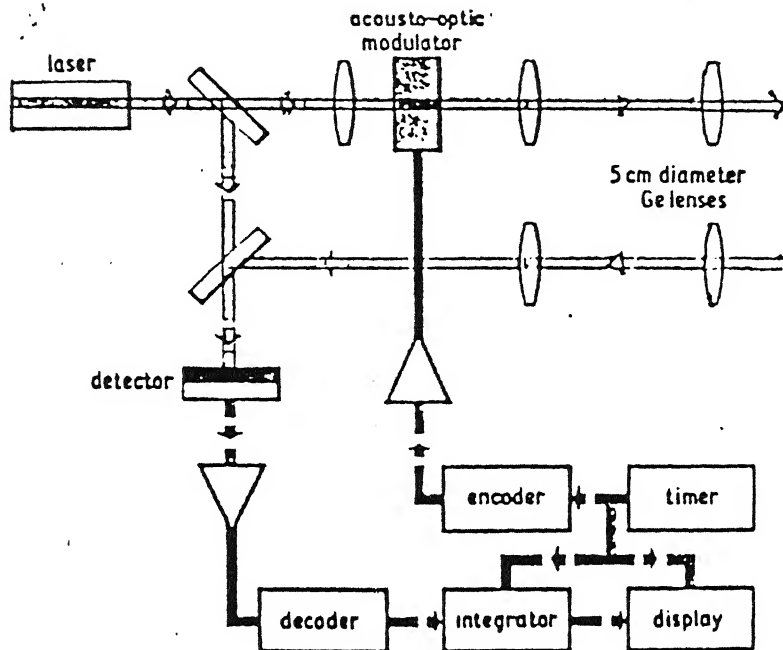 acousto-optic
modulator
laser
5 cm diameter
Ge lenses
detector
encoder
timer
decoder
integrator
display